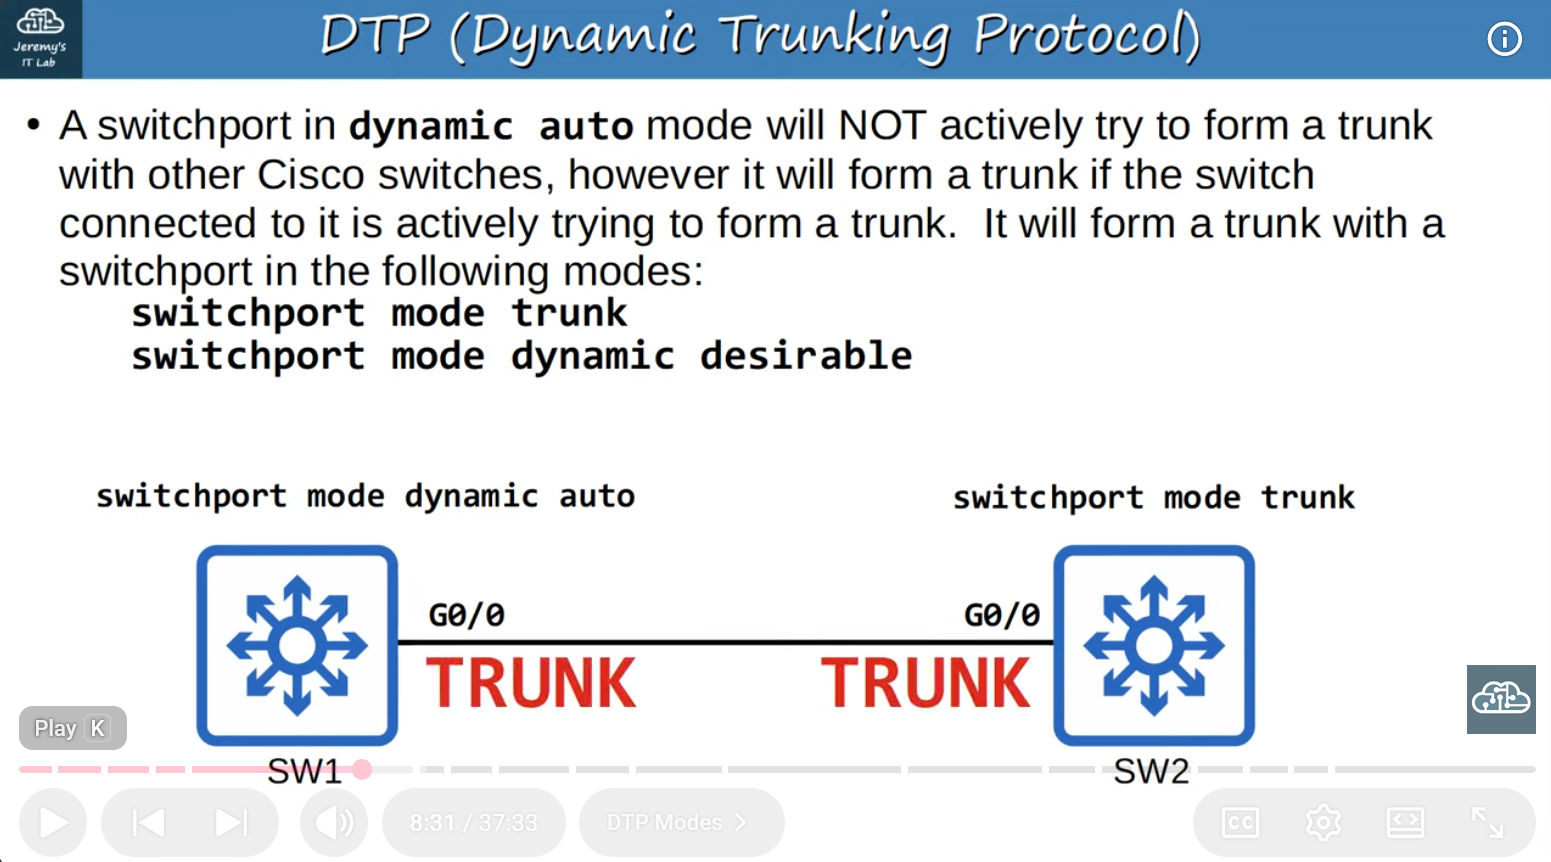 Jeremy's
IT Lab
DTP (Dynamic Trunking Protocol)
• A switchport in dynamic auto mode will NOT actively try to form a trunk
with other Cisco switches, however it will form a trunk if the switch
connected to it is actively trying to form a trunk.  It will form a trunk with a
switchport in the following modes:
switchport mode trunk
switchport mode dynamic desirable
switchport mode dynamic auto
switchport mode trunk
G0/0
G0/0
TRUNK
TRUNK
Play K
SW1
SW2
8:31 / 37:33
DTP Modes
CC